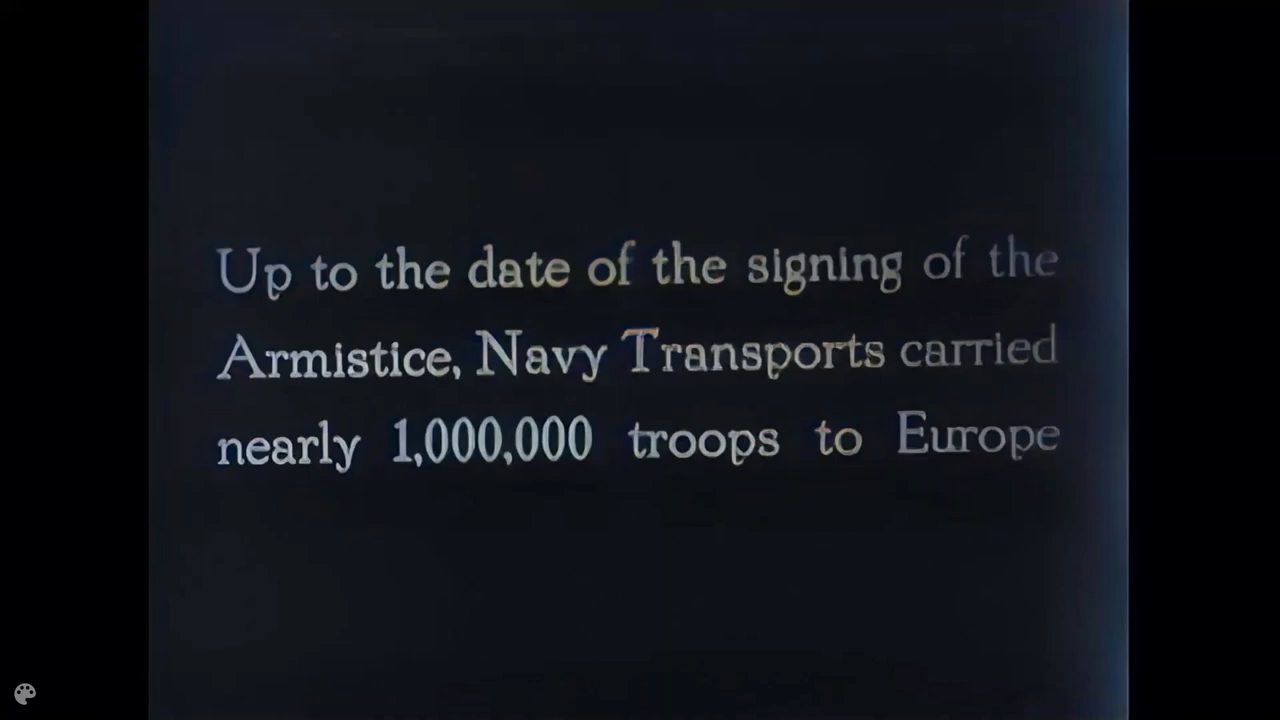 Up to the date of the signing of the
Armistice, Navy Transports carried
nearly 1,000,000 troops to Europe